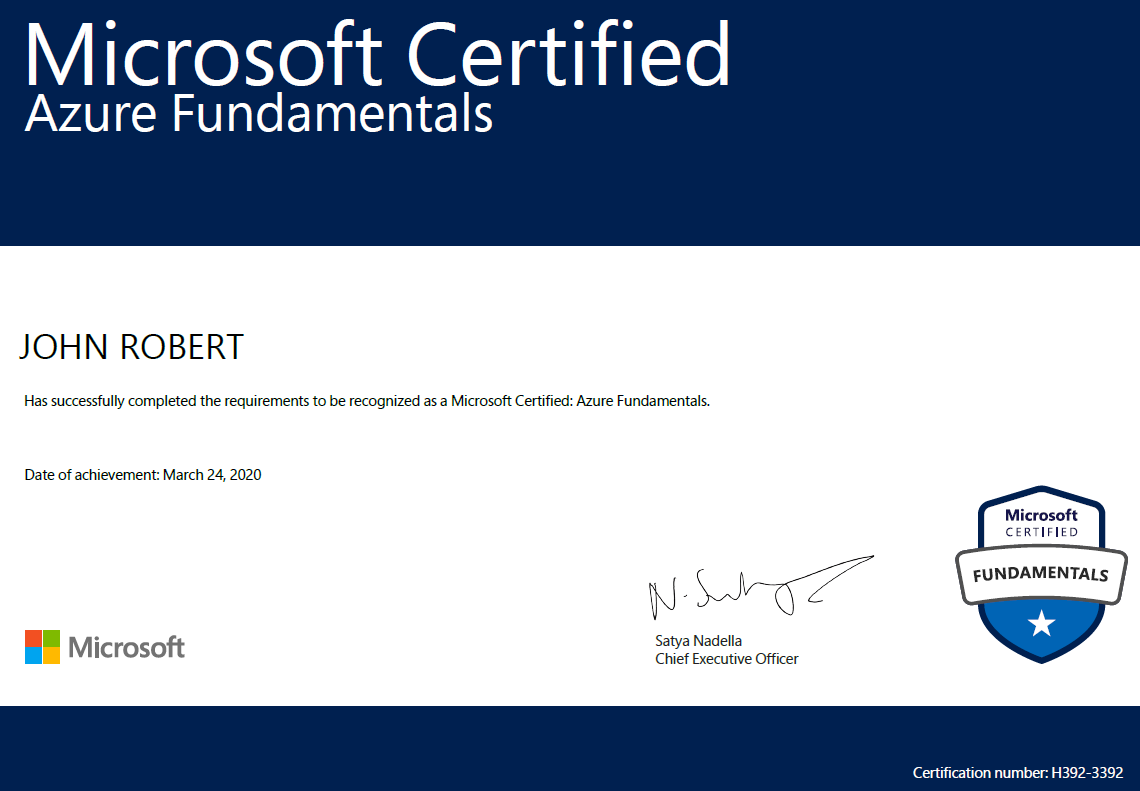 Microsoft Certified
Azure Fundamentals
JOHN ROBERT
Has successfully completed the requirements to be recognized as a Microsoft Certified: Azure Fundamentals.
Date of achievement: March 24, 2020
Microsoft
CERTIFIED
FUNDAMENTALS
N. Satya
Satya Nadella
Chief Executive Officer
Microsoft
Certification number: H392-3392